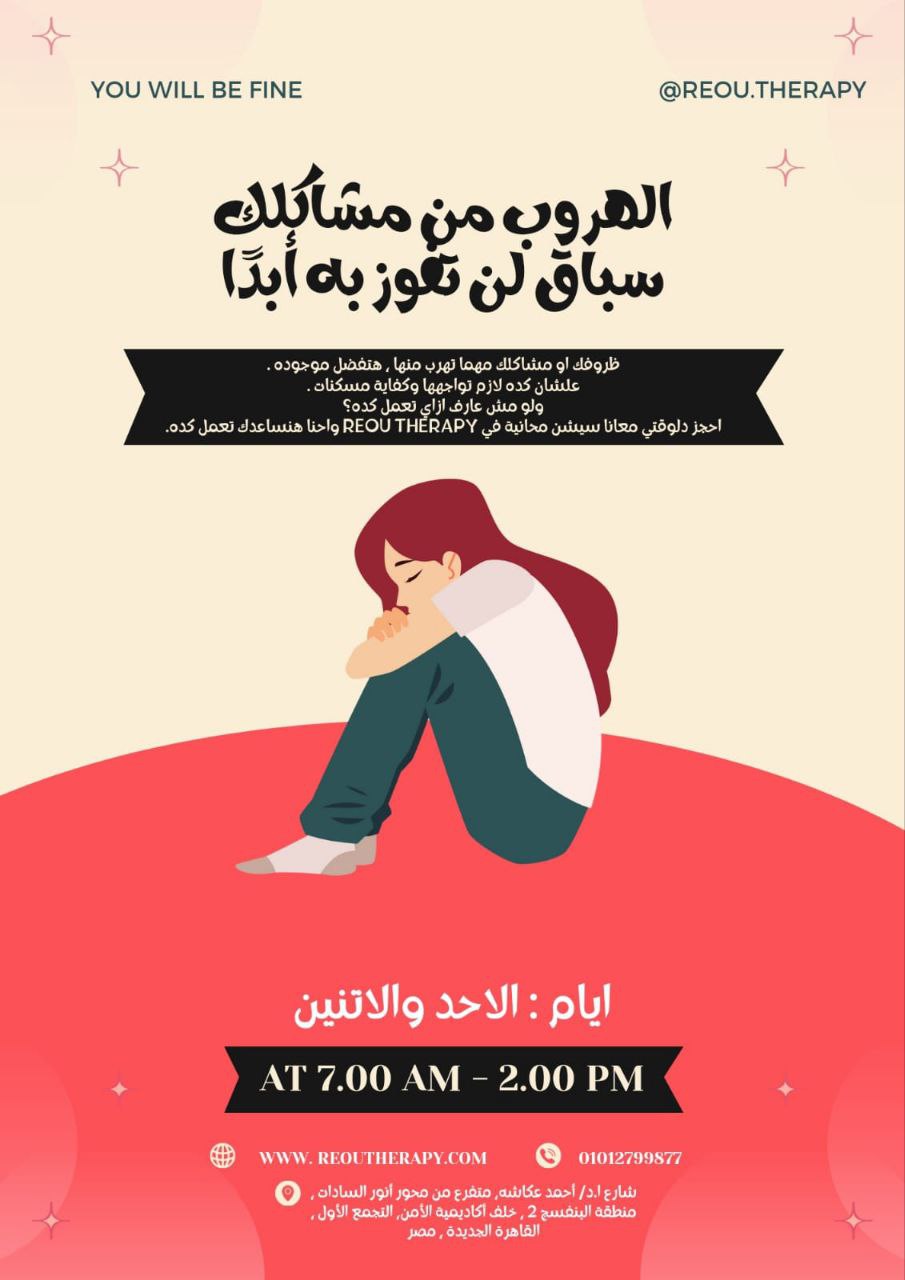 YOU WILL BE FINE
@REOU.THERAPY
الهروب من مشاكلك
سباق لن تفوز به أبدًا
ظروفك او مشاكلك مهما تهرب منها , هتفضل موجوده .
علشان كده لازم تواجهها وكفاية مسكنات .
ولو مش عارف ازاي تعمل كده؟
احجز دلوقتي معانا سيشن مجانية في REOU THERAPY واحنا هنساعدك تعمل كده.
ايام : الاحد والاتنين
AT 7.00 AM - 2.00 PM
WWW. REOUTHERAPY.COM
01012799877
شارع ا.د/ أحمد عكاشه, متفرع من محور أنور السادات ,
منطقة البنفسج 2 , خلف أكاديمية الأمن, التجمع الأول ,
القاهرة الجديدة , مصر